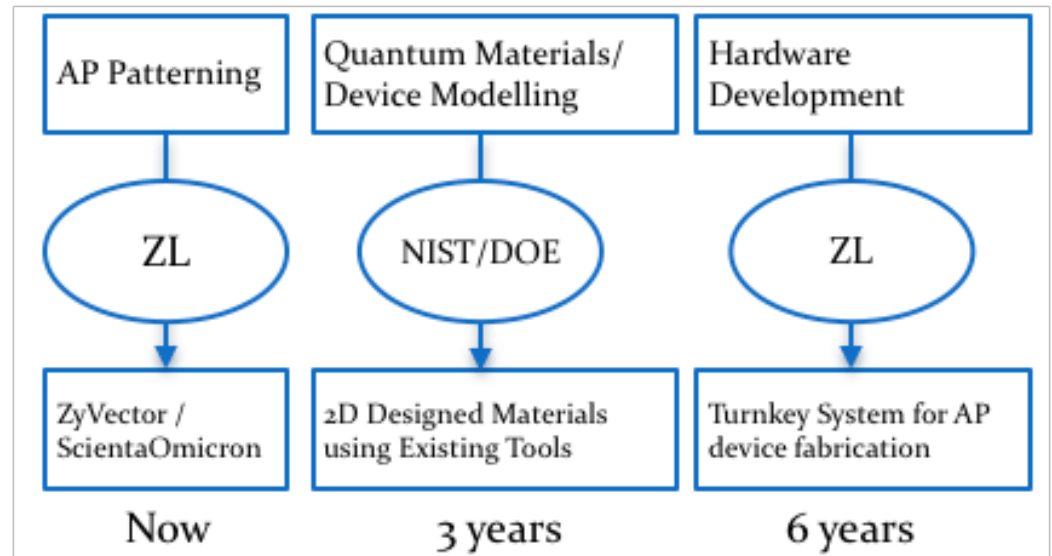 AP Patterning
Quantum Materials/
Device Modelling
Hardware
Development
ZL
NIST/DOE
ZL
ZyVector /
ScientaOmicron
2D Designed Materials
using Existing Tools
Turnkey System for AP
device fabrication
Now
3 years
6 years